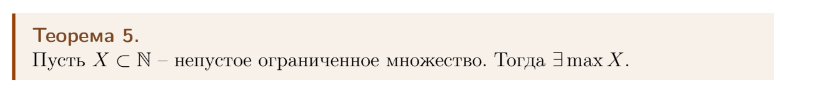 Теорема 5.
Пусть X ⊂ ℕ – непустое ограниченное множество. Тогда ∃ max X.